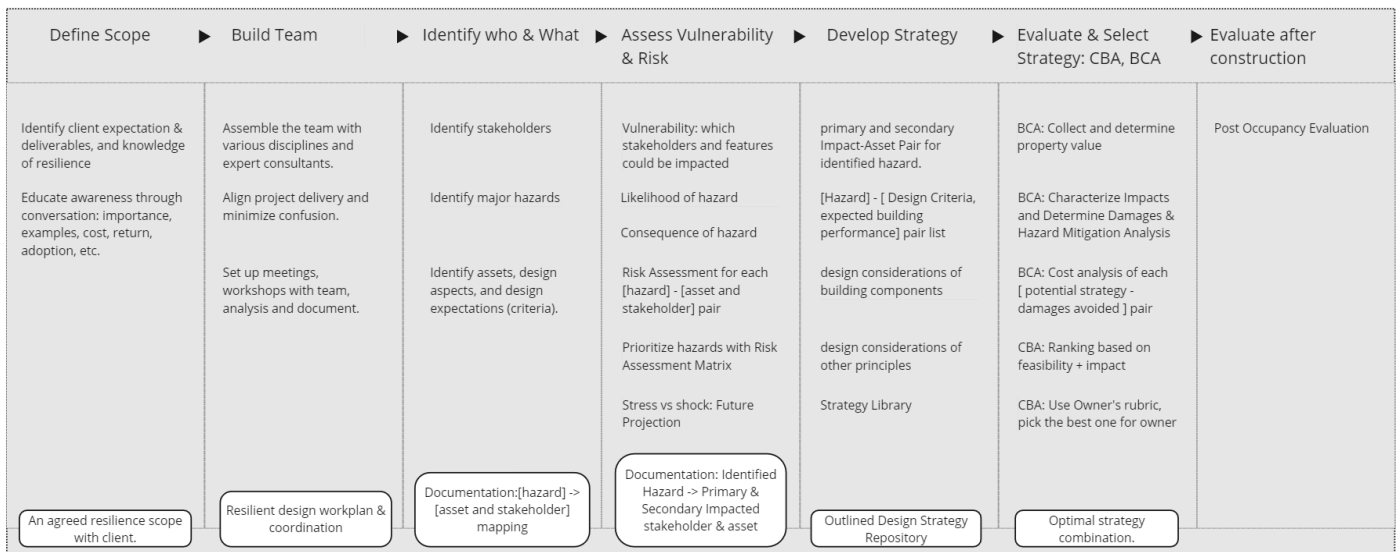 Define Scope
Build Team
Identify who & What
Assess Vulnerability
& Risk
Develop Strategy
Evaluate & Select
Strategy: CBA, BCA
Evaluate after
construction
Identify client expectation &
deliverables, and knowledge
of resilience
Educate awareness through
conversation: importance,
examples, cost, return,
adoption, etc.
An agreed resilience scope
with client.
Assemble the team with
various disciplines and
expert consultants.
Align project delivery and
minimize confusion.
Set up meetings,
workshops with team,
analysis and document.
Resilient design workplan &
coordination
Identify stakeholders
Identify major hazards
Identify assets, design
aspects, and design
expectations (criteria).
Documentation:[hazard] ->
[asset and stakeholder]
mapping
Vulnerability: which
stakeholders and features
could be impacted
Likelihood of hazard
Consequence of hazard
Risk Assessment for each
[hazard] - [asset and
stakeholder] pair
Prioritize hazards with Risk
Assessment Matrix
Stress vs shock: Future
Projection
Documentation: Identified
Hazard -> Primary &
Secondary Impacted
stakeholder & asset
primary and secondary
Impact-Asset Pair for
identified hazard.
[Hazard] - [ Design Criteria,
expected building
performance] pair list
design considerations of
building components
design considerations of
other principles
Strategy Library
Outlined Design Strategy
Repository
BCA: Collect and determine
property value
BCA: Characterize Impacts
and Determine Damages &
Hazard Mitigation Analysis
BCA: Cost analysis of each
[ potential strategy -
damages avoided ] pair
CBA: Ranking based on
feasibility + impact
CBA: Use Owner's rubric,
pick the best one for owner
Optimal strategy
combination.
Post Occupancy Evaluation